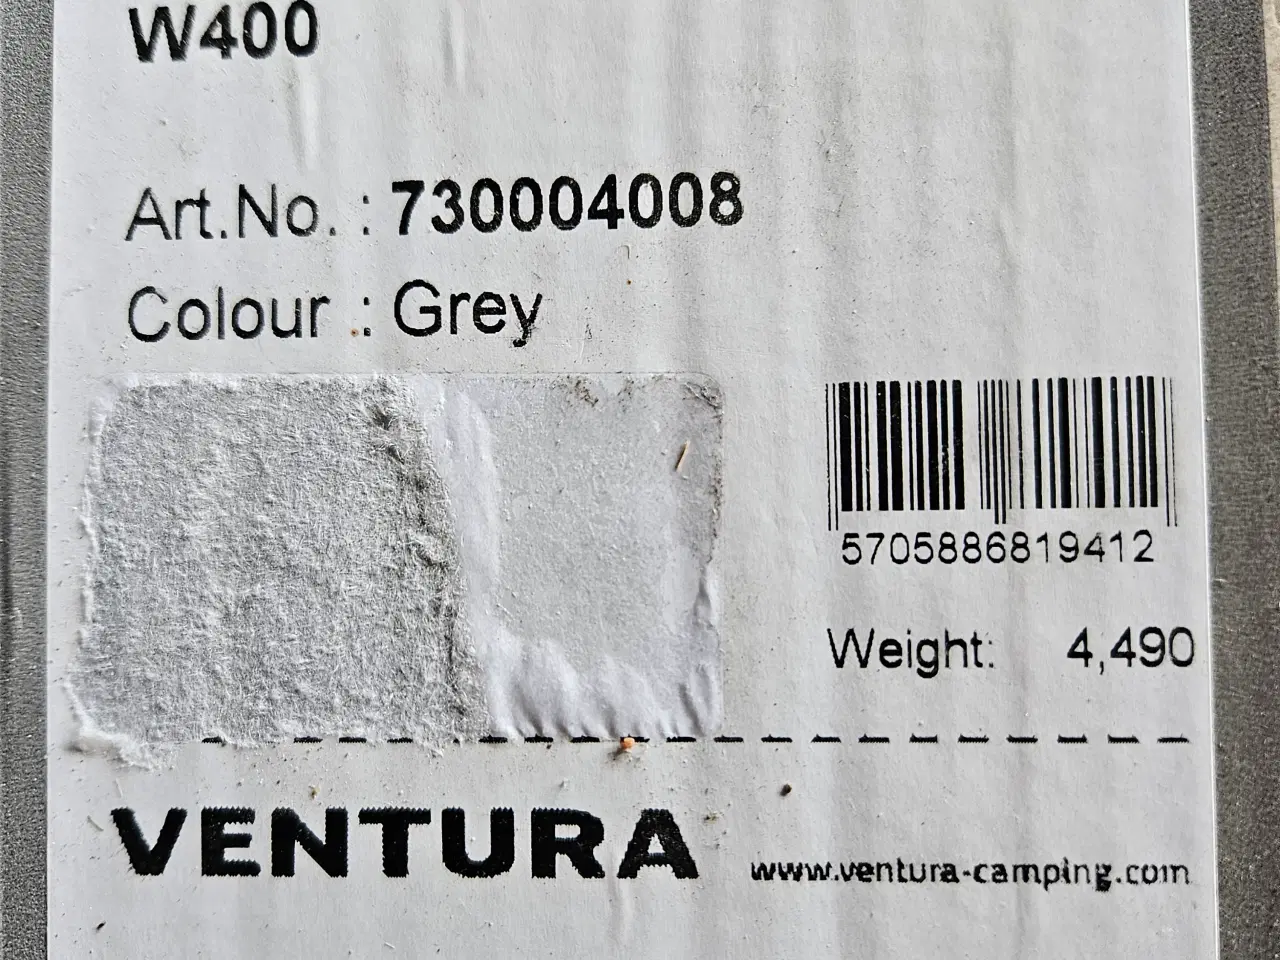 W400
Art.No. : 730004008
Colour : Grey
5705886819412
Weight: 4,490
VENTURA
www.ventura-camping.com